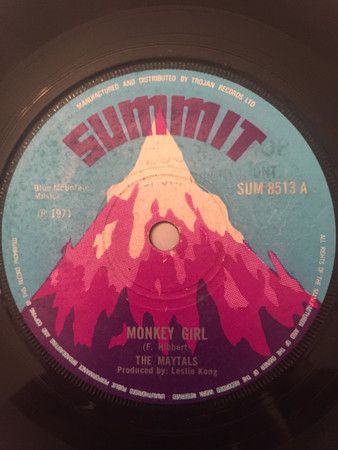 MANUFACTURED AND DISTRIBUTED BY TROJAN RECORDS LTD
SUMMIT
Blue Mountain
Music
SUM 8513 A
℗ 1971
MONKEY GIRL
(F. Hibbert)
THE MAYTALS
Produced by: Leslie Kong